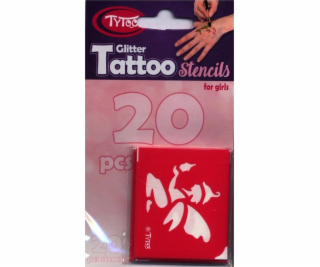 TyToo
Glitter
Tattoo Stencils
for girls
20
pcs
® TyToo